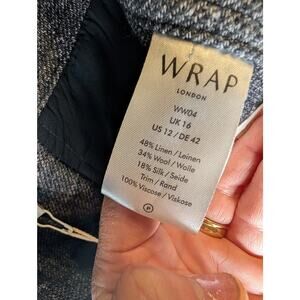 WRAP
LONDON
WW04
UK 16
US 12 / DE 42
48% Linen / Leinen
34% Wool / Wolle
18% Silk / Seide
Trim / Rand
100% Viscose / Viskose
P